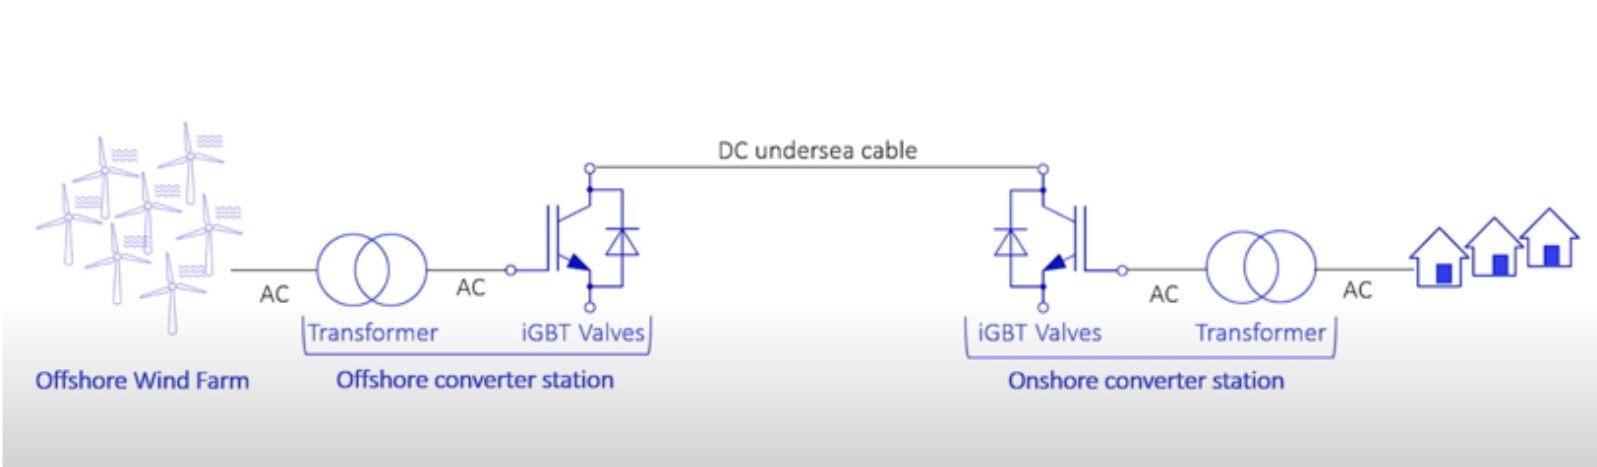 DC undersea cable
AC
AC
AC
AC
Transformer
iGBT Valves
iGBT Valves
Transformer
Offshore Wind Farm
Offshore converter station
Onshore converter station